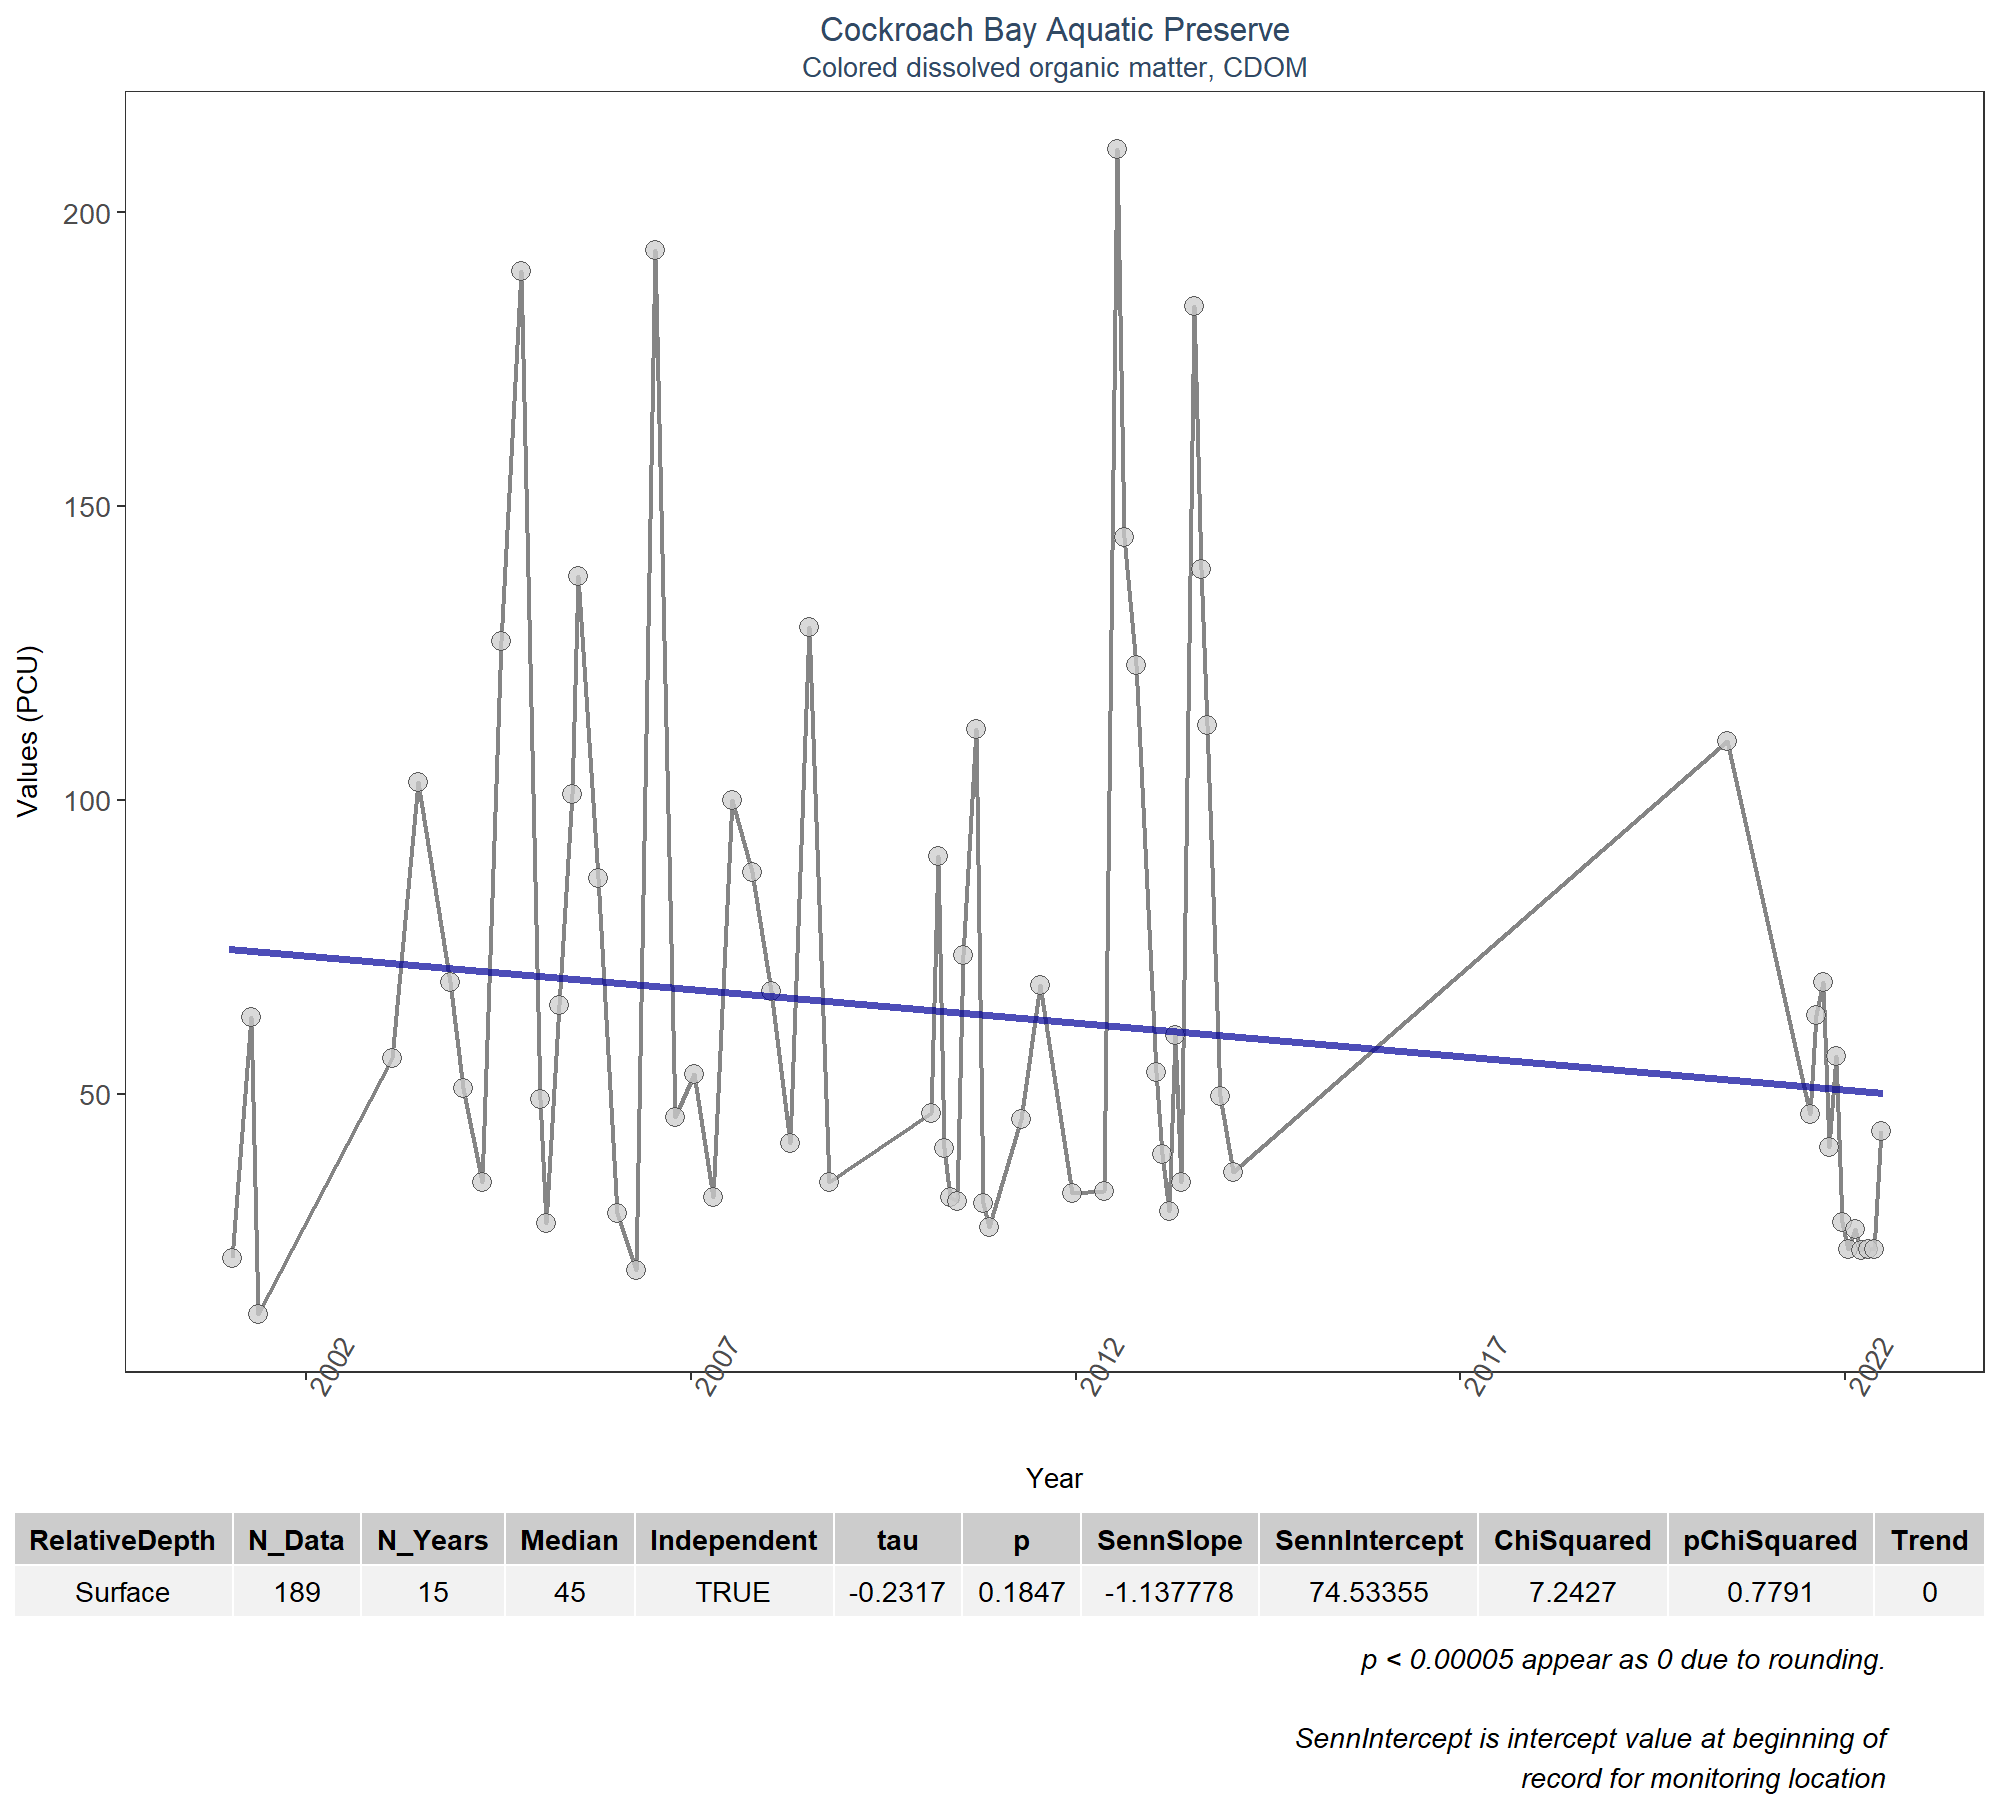 Cockroach Bay Aquatic Preserve
Colored dissolved organic matter, CDOM
200
150
100
50
Values (PCU)
2002 2007 2012 2017 2022
Year
RelativeDepth N_Data N_Years Median Independent tau p SennSlope SennIntercept ChiSquared pChiSquared Trend
Surface 189 15 45 TRUE -0.2317 0.1847 -1.137778 74.53355 7.2427 0.7791 0
p < 0.00005 appear as 0 due to rounding.
SennIntercept is intercept value at beginning of
record for monitoring location